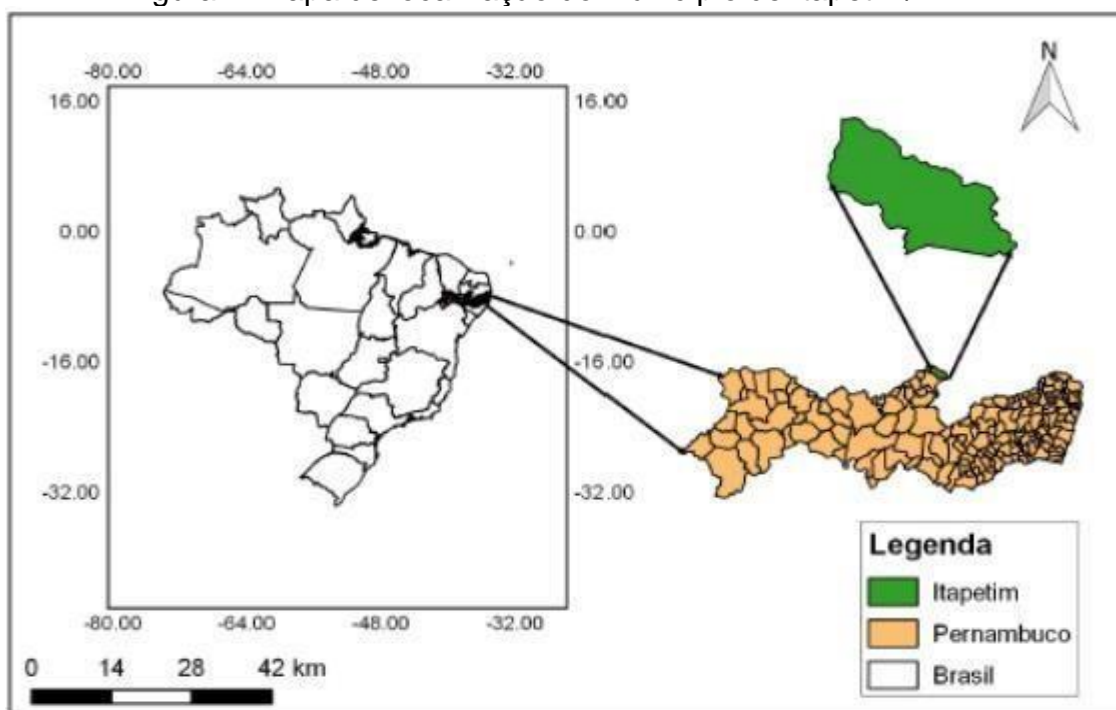 -80.00 -64.00 -48.00 -32.00
16.00 16.00
0.00 0.00
-16.00 -16.00
-32.00 -32.00
-80.00 -64.00 -48.00 -32.00
0 14 28 42 km
N
Legenda
Itapetim
Pernambuco
Brasil